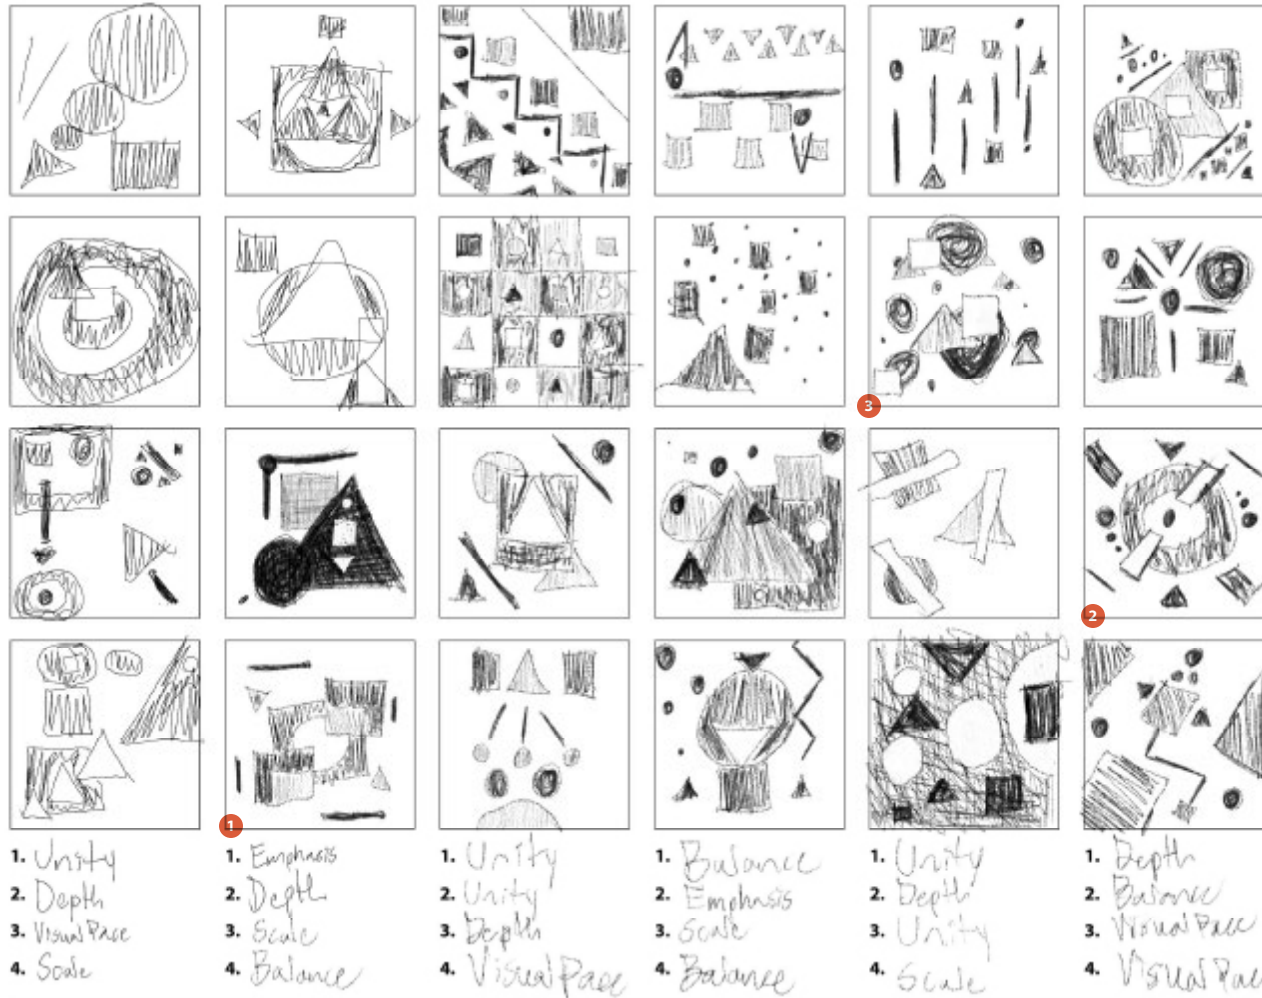 3
2
1
1. Unity
2. Depth
3. Visual Pace
4. Scale
1. Emphasis
2. Depth
3. Scale
4. Balance
1. Unity
2. Unity
3. Depth
4. Visual Pace
1. Balance
2. Emphasis
3. Scale
4. Balance
1. Unity
2. Depth
3. Unity
4. Scale
1. Depth
2. Balance
3. Visual Pace
4. Visual Pac